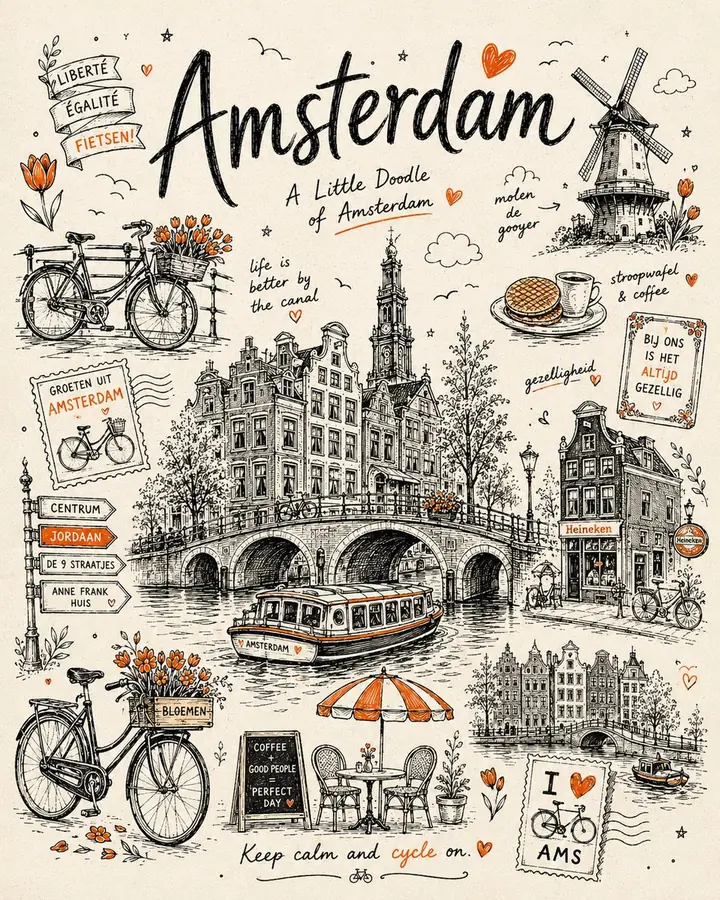 LIBERTÉ
ÉGALITÉ
FIETSEN!
Amsterdam
A Little Doodle
of Amsterdam
molen
de
gooyer
life is
better by
the canal
stroopwafel
& coffee
BIJ ONS
IS HET
ALTIJD
GEZELLIG
gezelligheid
GROETEN UIT
AMSTERDAM
CENTRUM
JORDAAN
DE 9 STRAATJES
ANNE FRANK
HUIS
Heineken
Heineken
AMSTERDAM
BLOEMEN
COFFEE
+
GOOD PEOPLE
=
PERFECT
DAY
I
AMS
Keep calm and cycle on.